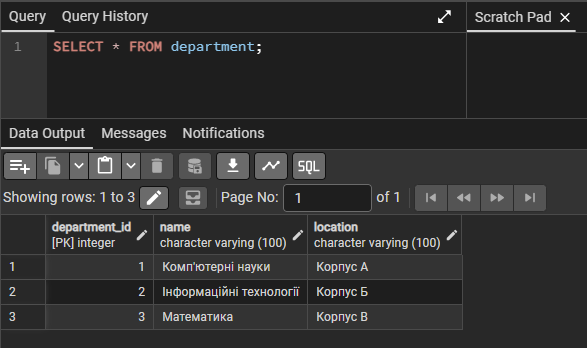 Query Query History Scratch Pad
1 SELECT * FROM department;
Data Output Messages Notifications
SQL
Showing rows: 1 to 3 Page No: 1 of 1
department_id name location
[PK] integer character varying (100) character varying (100)
1 1 Комп'ютерні науки Корпус А
2 2 Інформаційні технології Корпус Б
3 3 Математика Корпус В